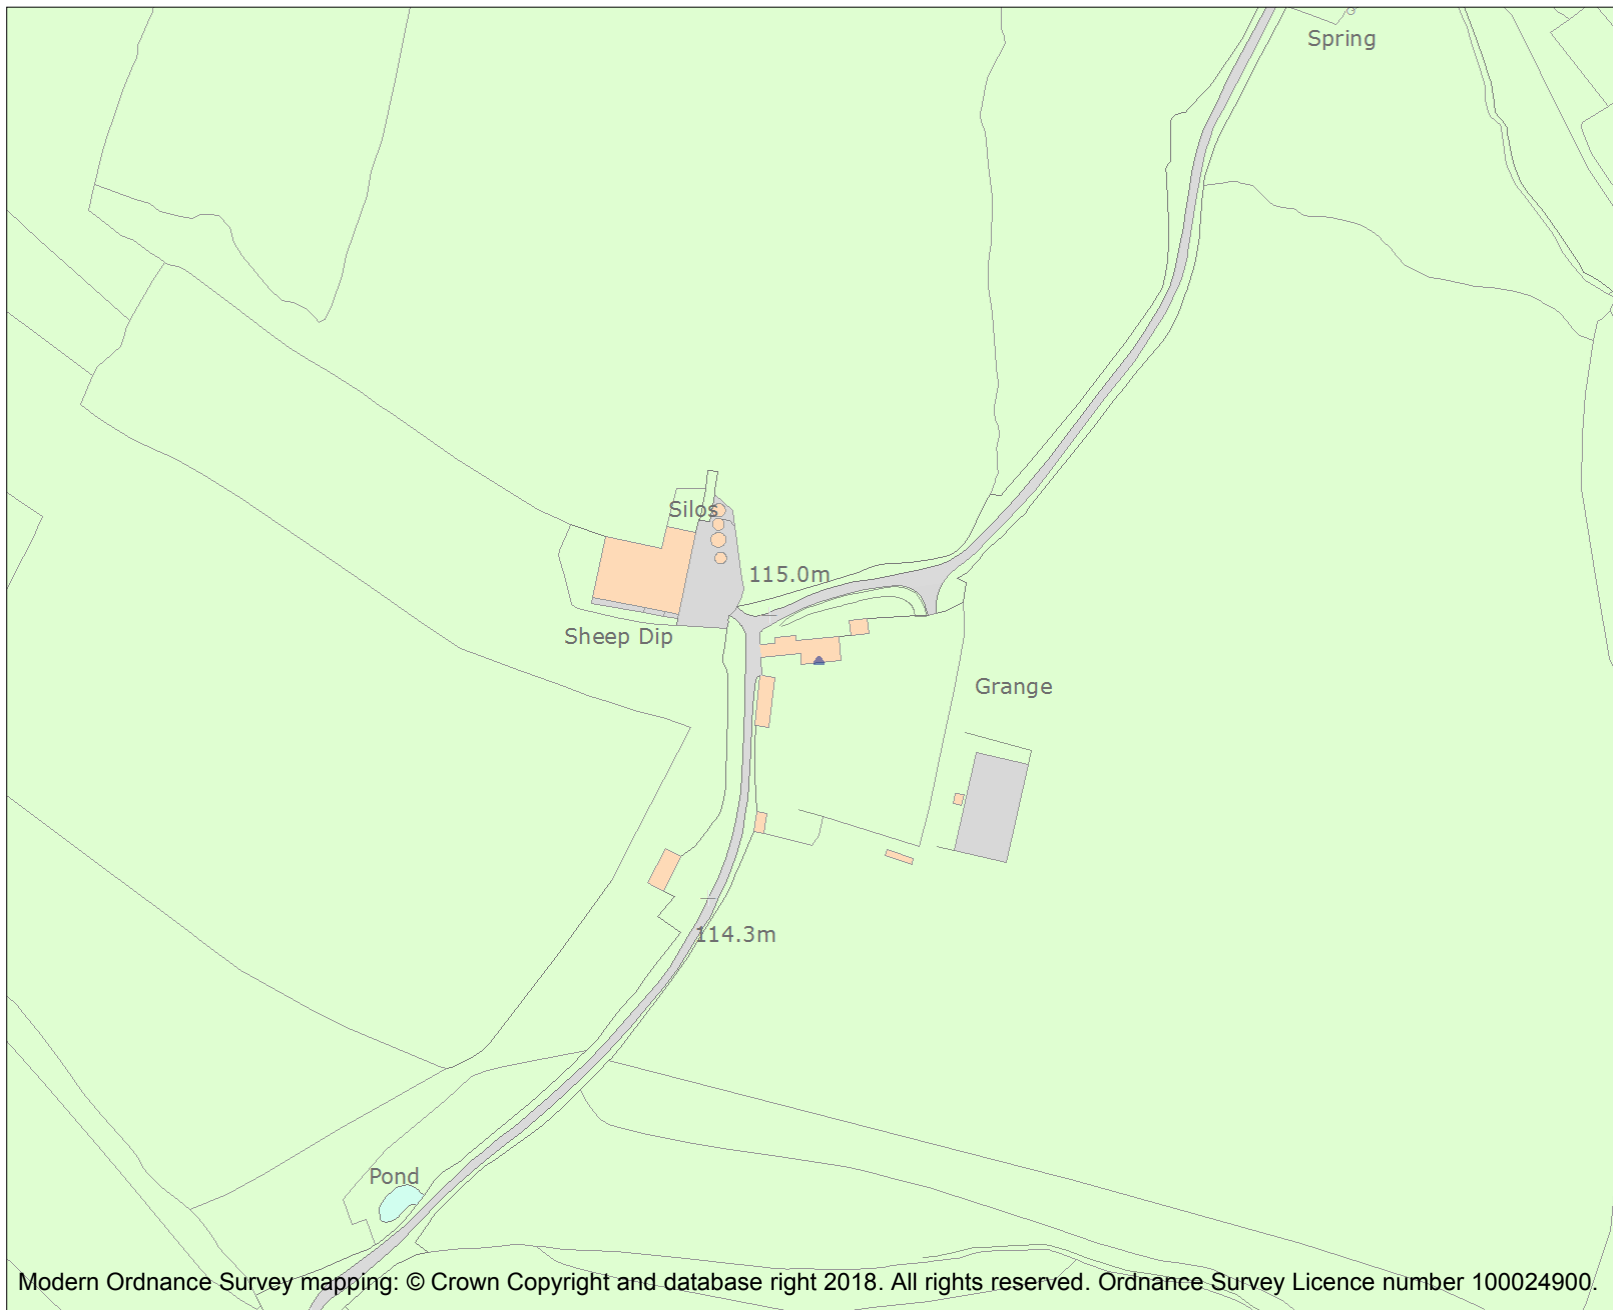 Spring
Silos
115.0m
Sheep Dip
Grange
114.3m
Pond
Modern Ordnance Survey mapping: © Crown Copyright and database right 2018. All rights reserved. Ordnance Survey Licence number 100024900.